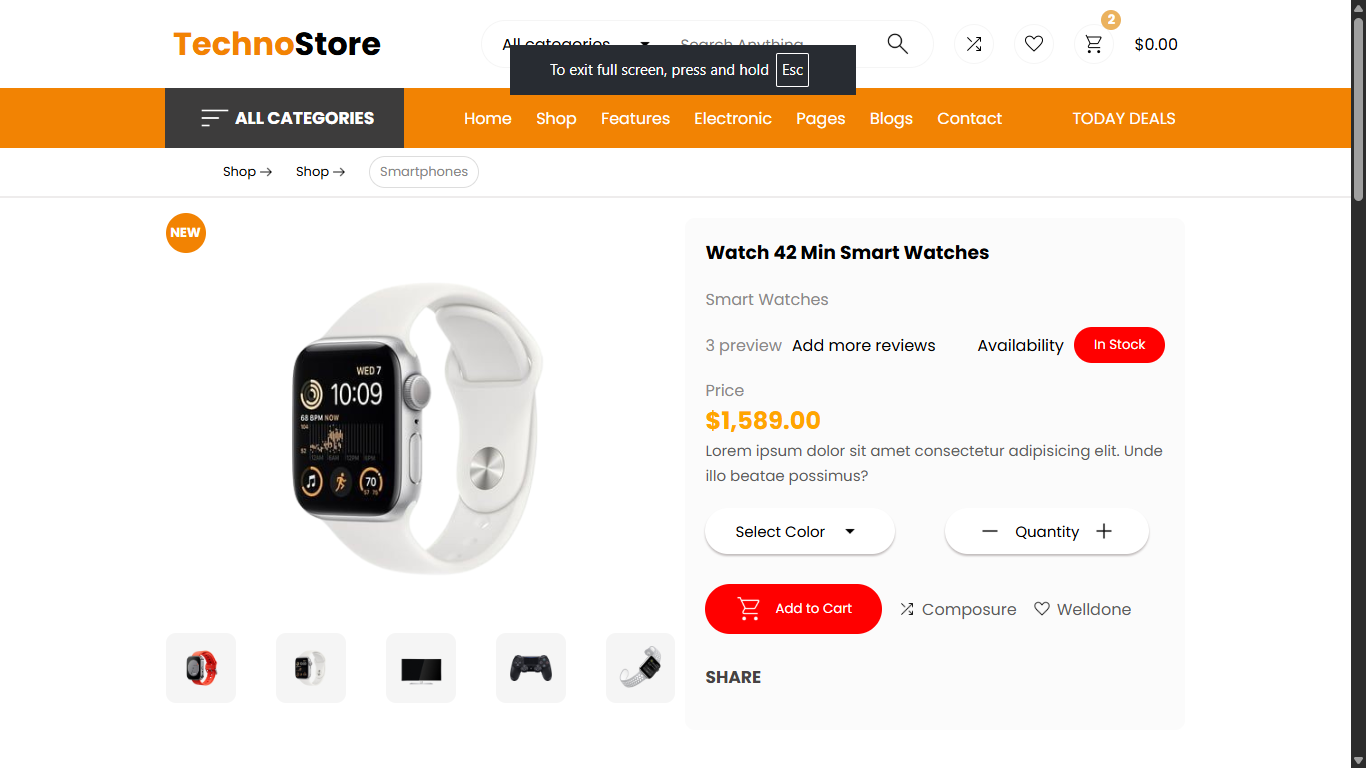 TechnoStore
All categories
Search Anything
2
$0.00
To exit full screen, press and hold Esc
ALL CATEGORIES
Home Shop Features Electronic Pages Blogs Contact
TODAY DEALS
Shop Shop Smartphones
NEW
WED 7
10:09
68 BPM NOW
70
Watch 42 Min Smart Watches
Smart Watches
3 preview Add more reviews
Availability In Stock
Price
$1,589.00
Lorem ipsum dolor sit amet consectetur adipisicing elit. Unde
illo beatae possimus?
Select Color
Quantity
Add to Cart
Composure
Welldone
SHARE